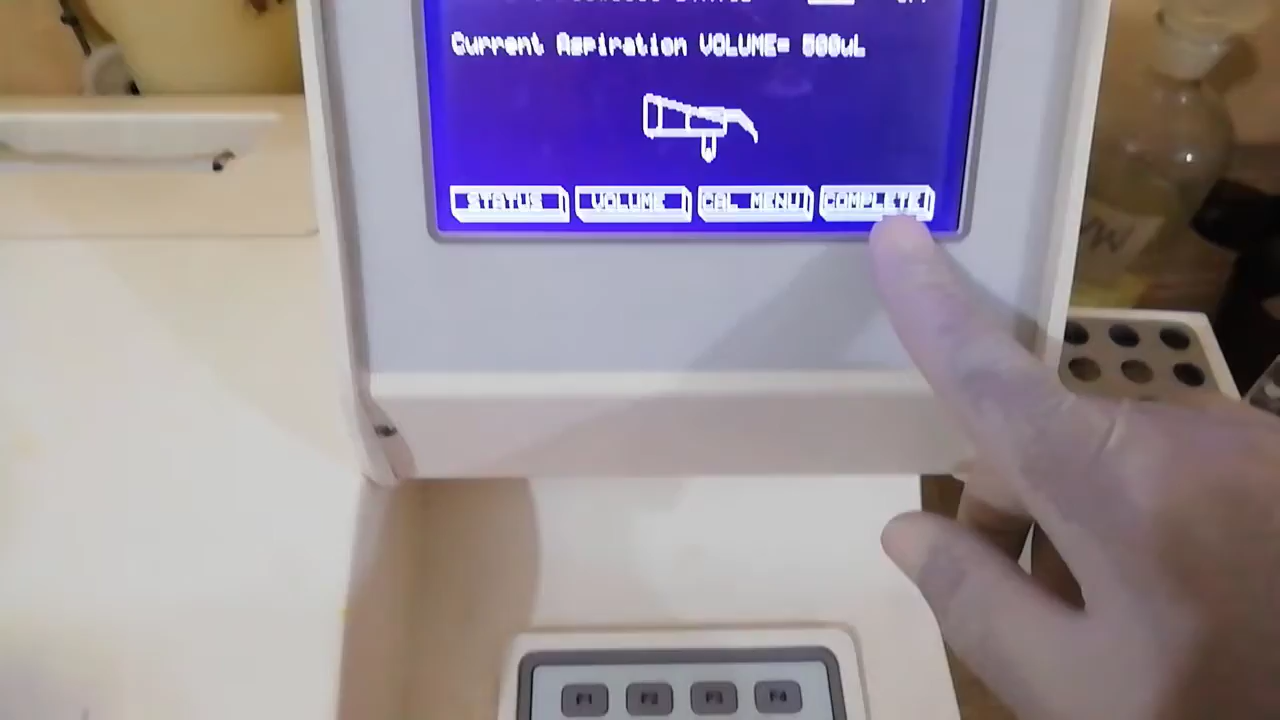 Current Aspiration VOLUME= 500uL
STATUS VOLUME CAL MENU COMPLETE
F1 F2 F3 F4